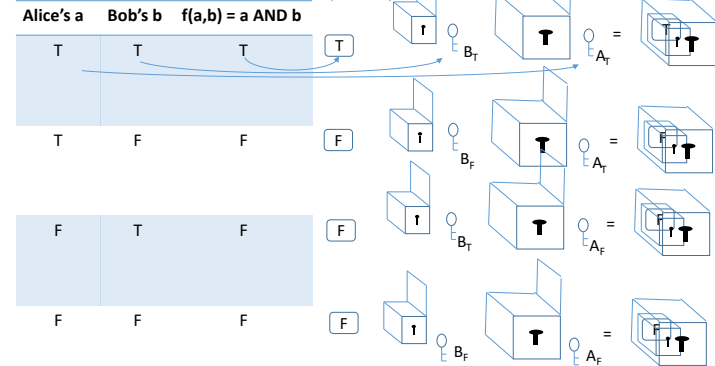 Alice's a Bob's b f(a,b) = a AND b
T T T T B_T A_T = T
T F F F B_F A_T = F
F T F F B_T A_F = F
F F F F B_F A_F = F